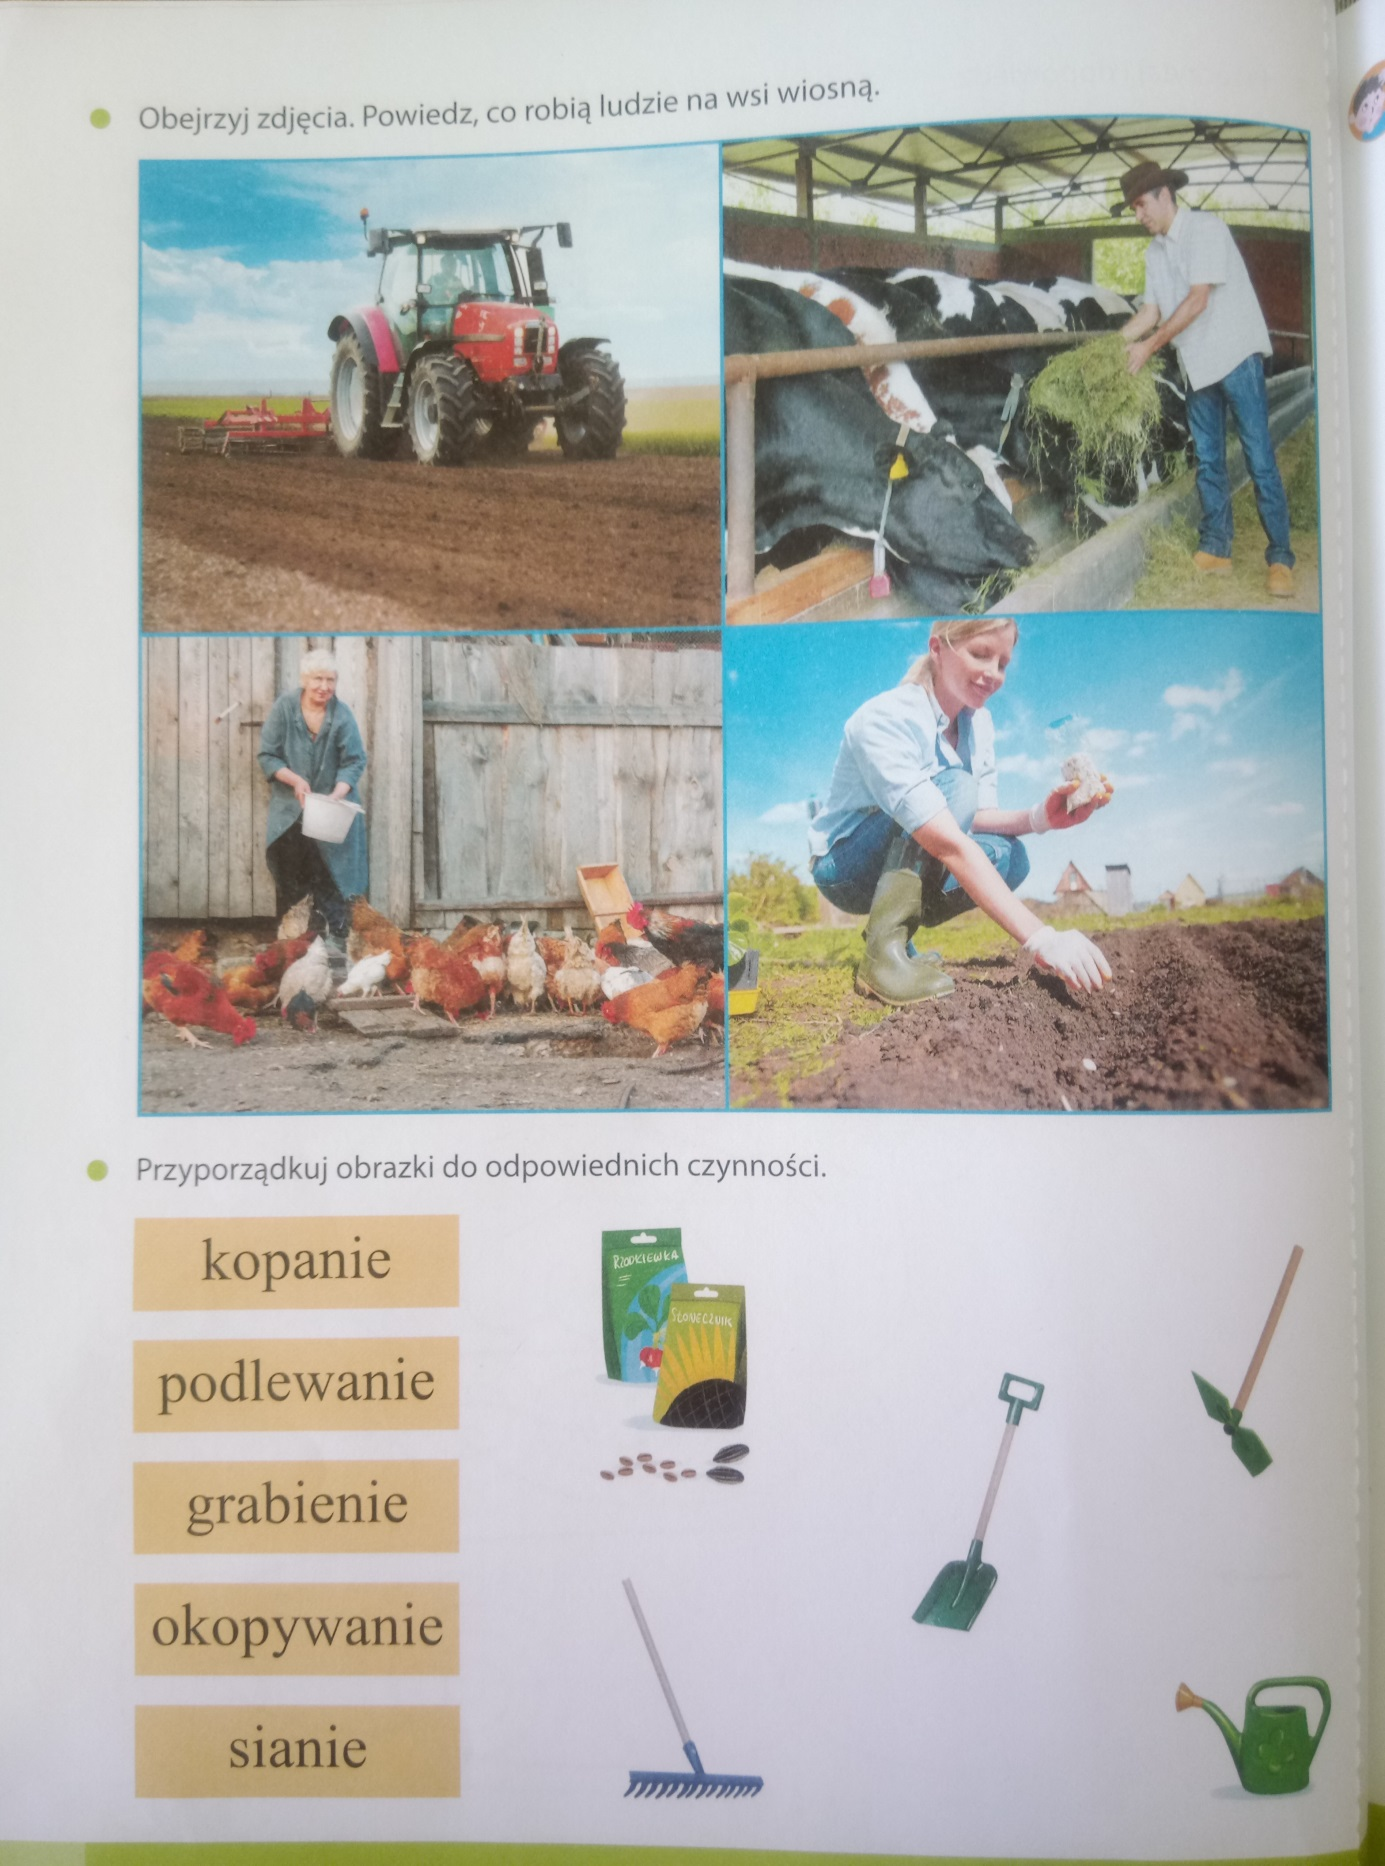 Obejrzyj zdjęcia. Powiedz, co robią ludzie na wsi wiosną.
Przyporządkuj obrazki do odpowiednich czynności.
kopanie
podlewanie
grabienie
okopywanie
sianie
RZODKIEWKA
SŁONECZNIK